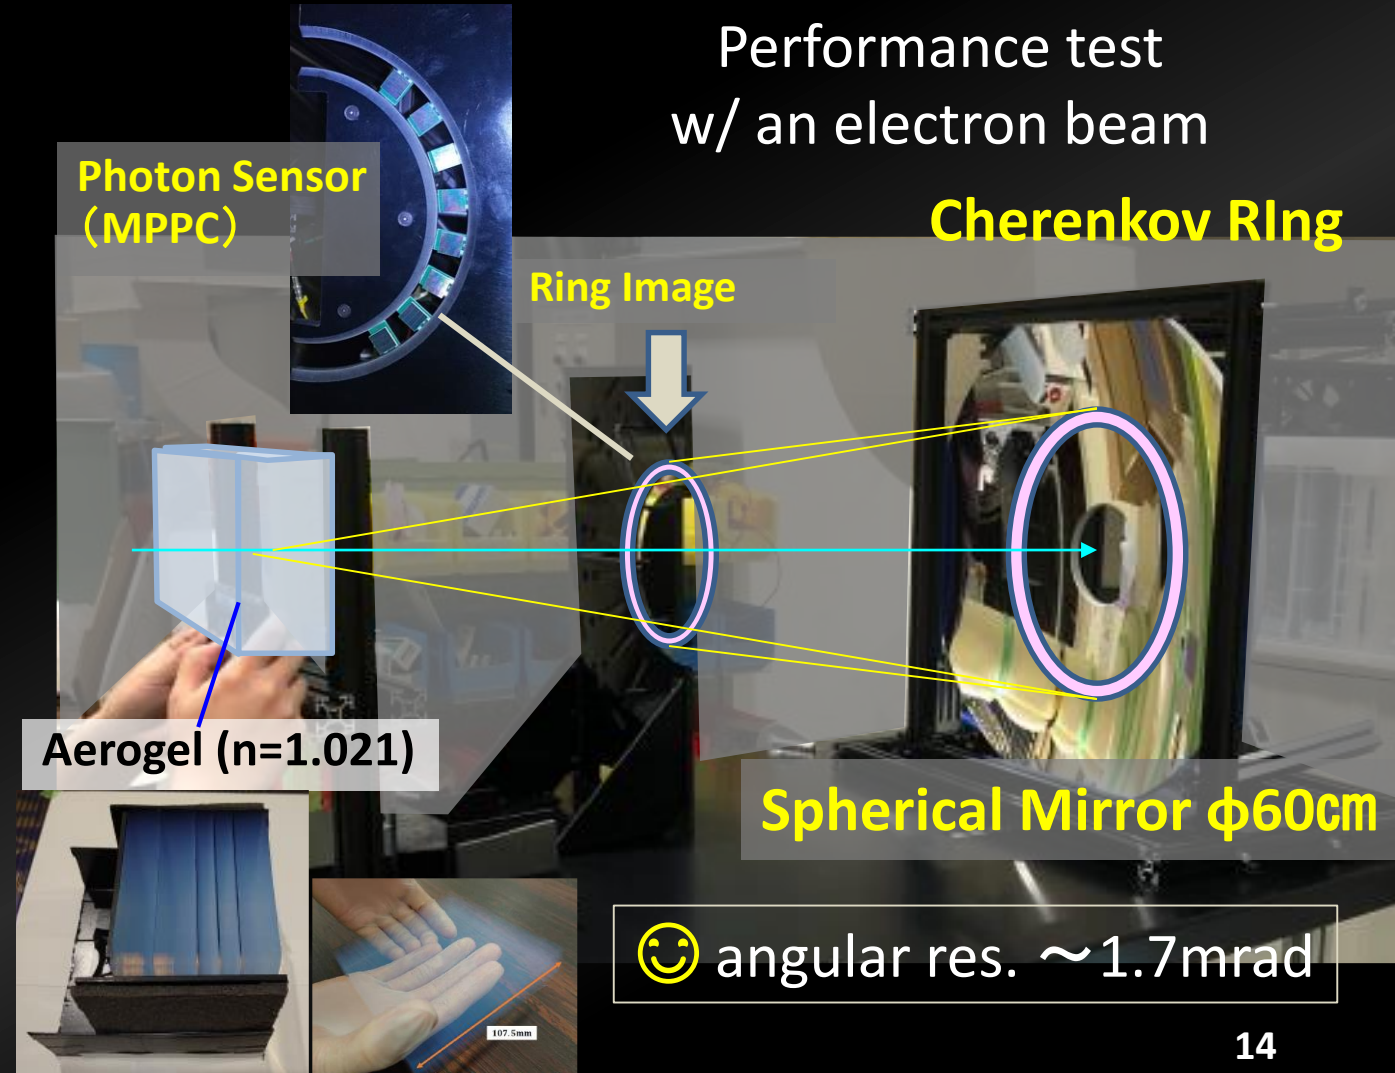 Performance test
w/ an electron beam
Photon Sensor
（MPPC）
Cherenkov RIng
Ring Image
Aerogel (n=1.021)
Spherical Mirror φ60㎝
angular res. ～1.7mrad
107.5mm
14